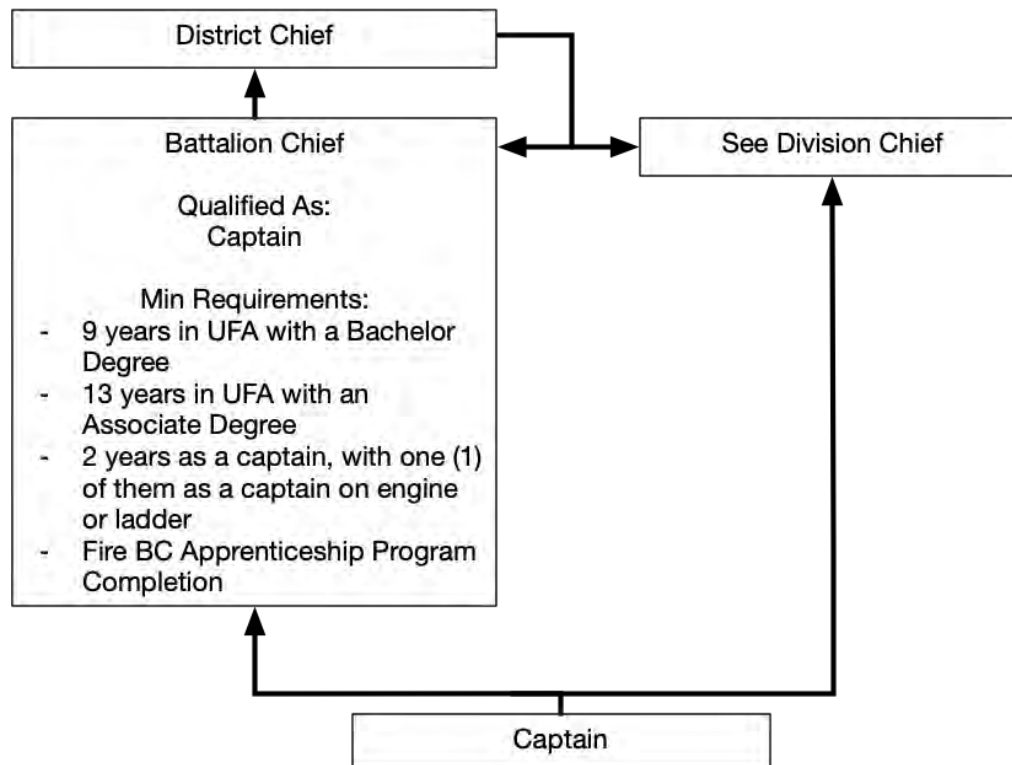 District Chief
Battalion Chief
See Division Chief
Qualified As:
Captain
Min Requirements:
- 9 years in UFA with a Bachelor
Degree
- 13 years in UFA with an
Associate Degree
- 2 years as a captain, with one (1)
of them as a captain on engine
or ladder
- Fire BC Apprenticeship Program
Completion
Captain